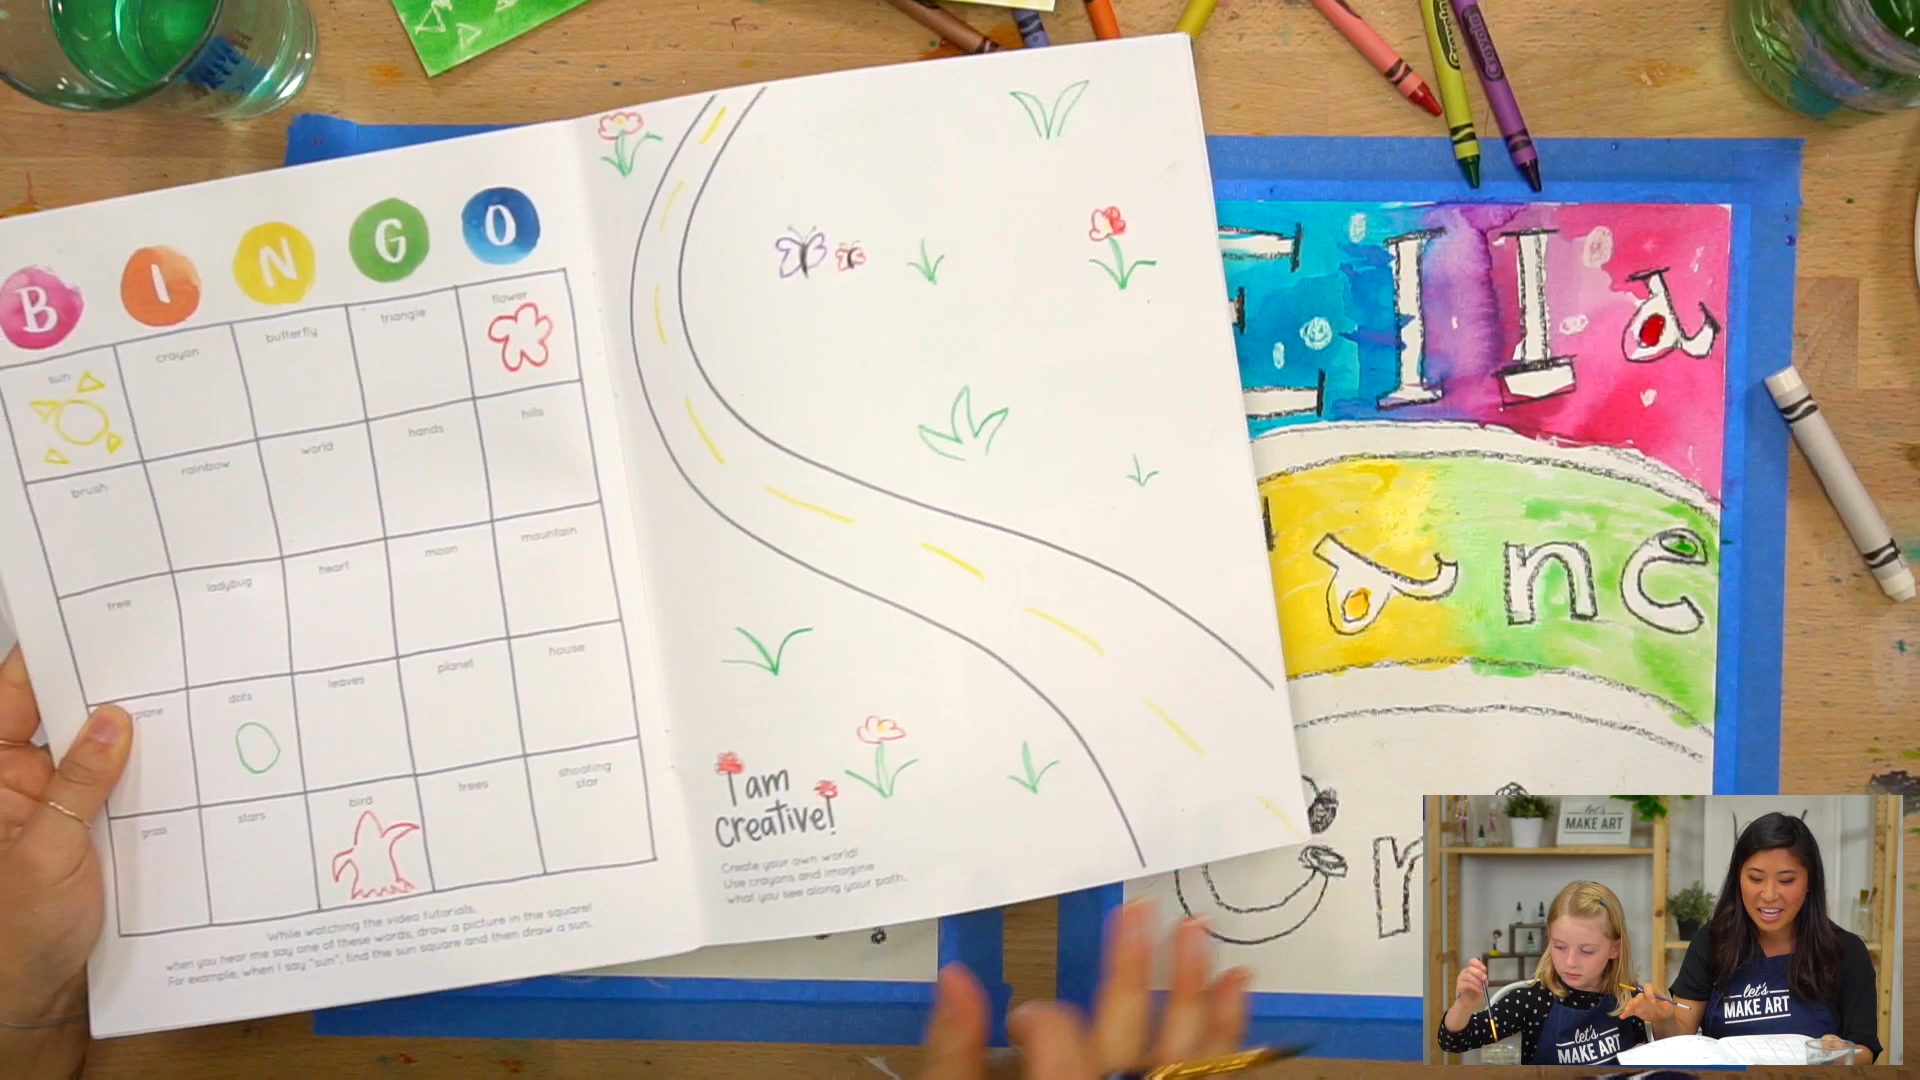 B I N G O
sun
crayon
butterfly
triangle
flower
brush
rainbow
world
hands
hills
tree
ladybug
heart
moon
mountain
plane
dots
leaves
planet
house
grass
stars
bird
trees
shooting
star
While watching the video tutorials,
when you hear me say one of these words, draw a picture in the square!
For example, when I say "sun", find the sun square and then draw a sun.
I am
creative!
Create your own world!
Use crayons and imagine
what you see along your path.
Crayola
Ella
let's
MAKE ART
let's
MAKE ART
let's
MAKE ART